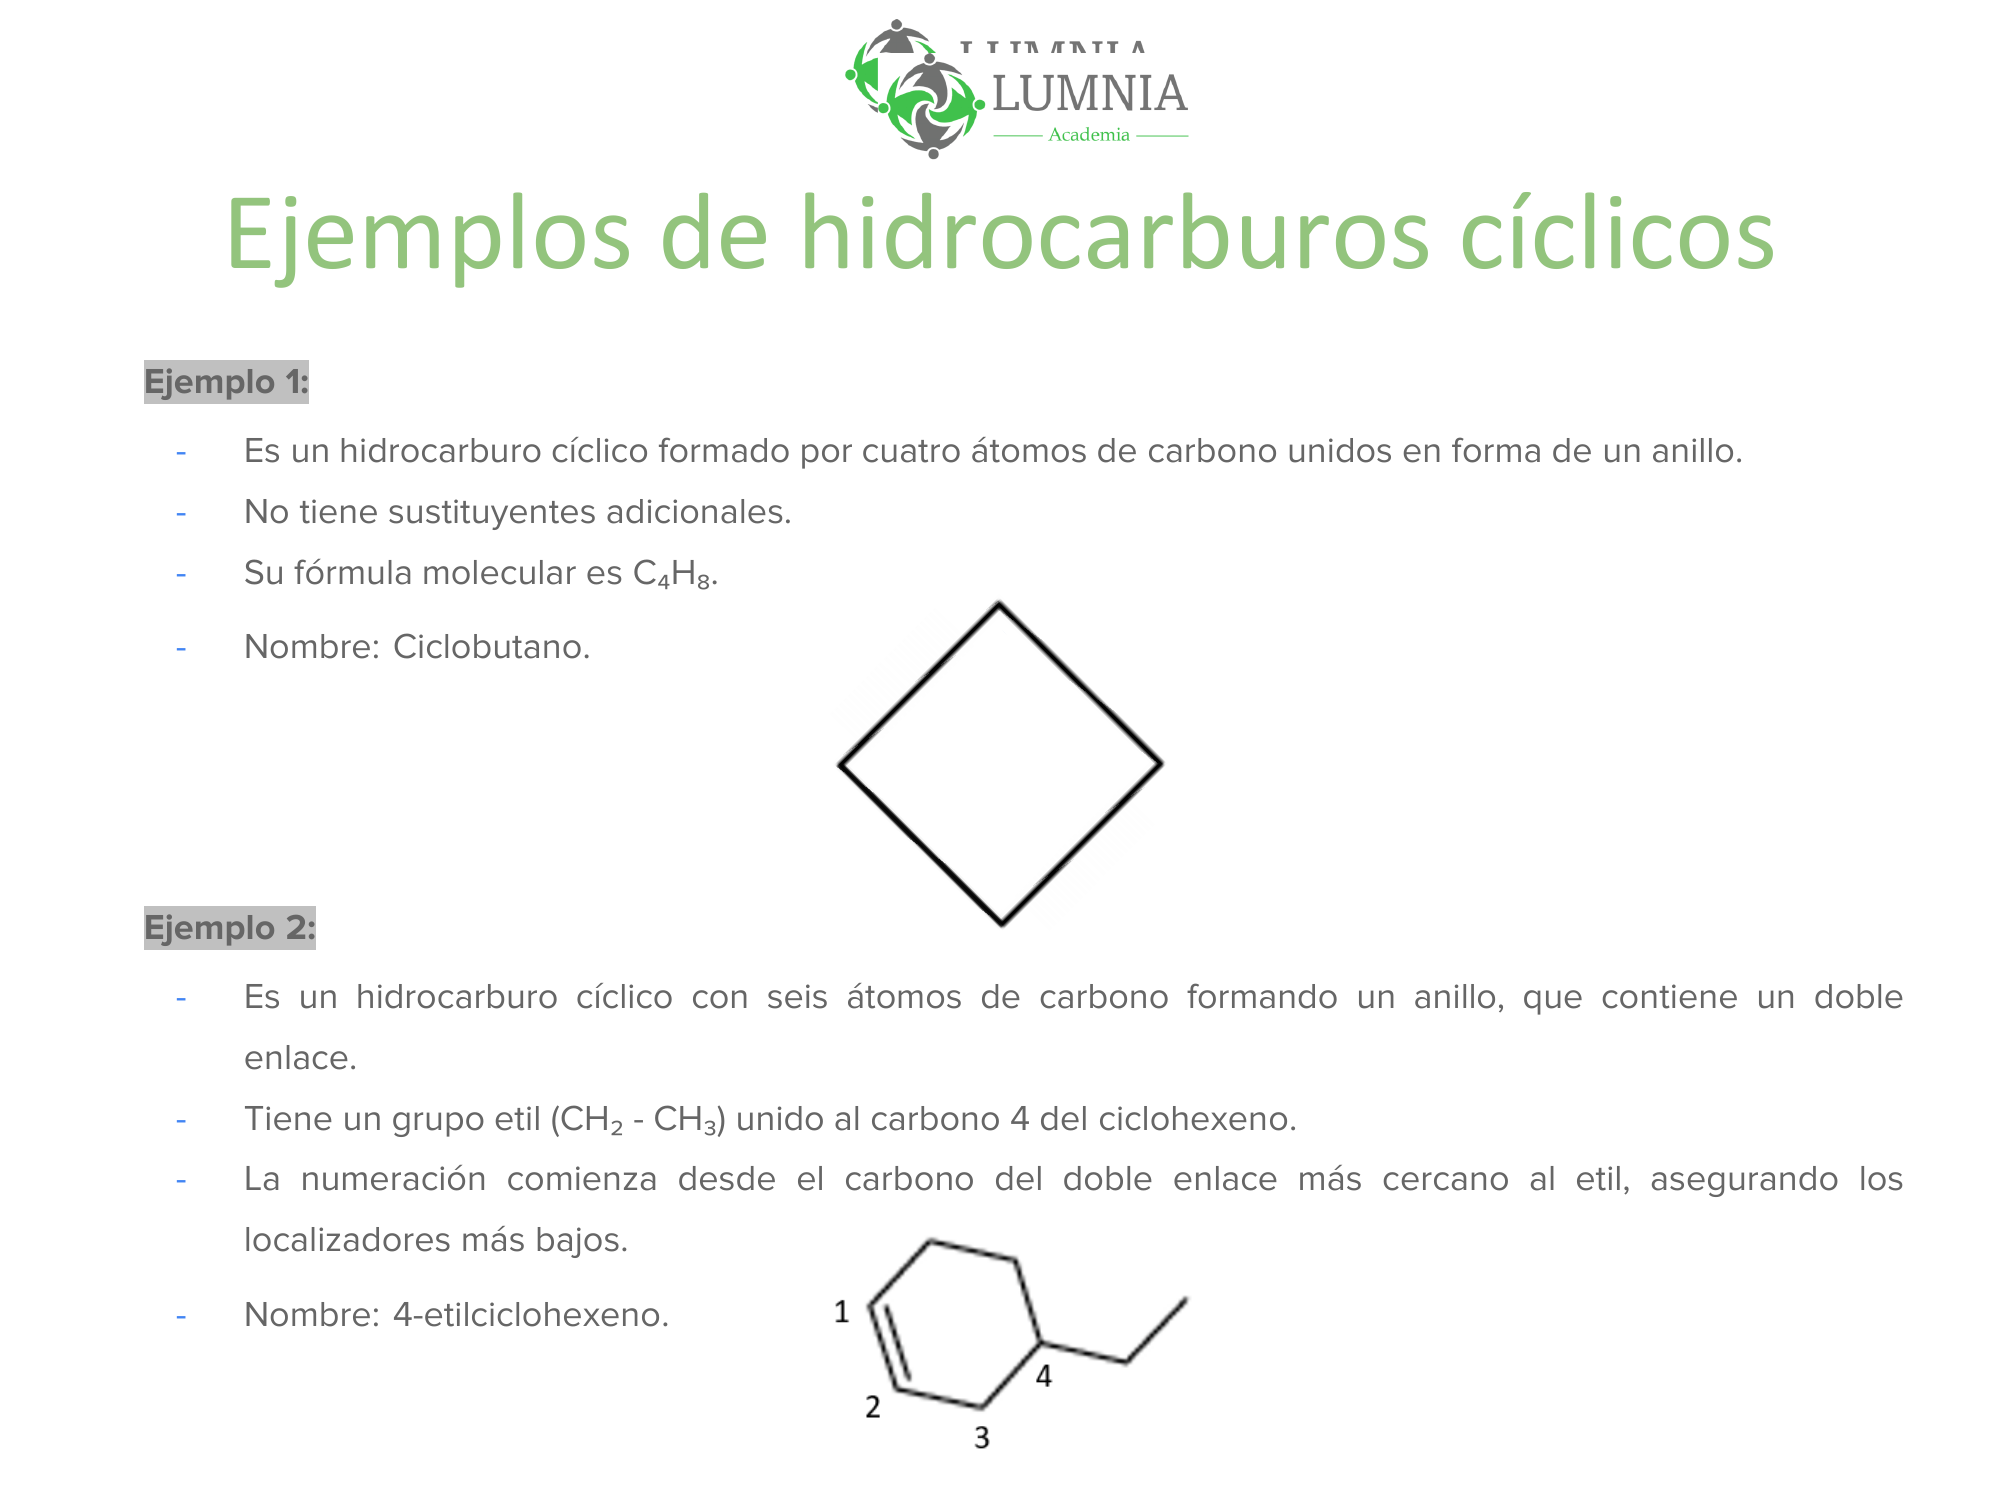 LUMNIA
LUMNIA
Academia
Ejemplos de hidrocarburos cíclicos
Ejemplo 1:
- Es un hidrocarburo cíclico formado por cuatro átomos de carbono unidos en forma de un anillo.
- No tiene sustituyentes adicionales.
- Su fórmula molecular es C₄H₈.
- Nombre: Ciclobutano.
Ejemplo 2:
- Es un hidrocarburo cíclico con seis átomos de carbono formando un anillo, que contiene un doble
enlace.
- Tiene un grupo etil (CH₂ - CH₃) unido al carbono 4 del ciclohexeno.
- La numeración comienza desde el carbono del doble enlace más cercano al etil, asegurando los
localizadores más bajos.
- Nombre: 4-etilciclohexeno.
1
4
2
3